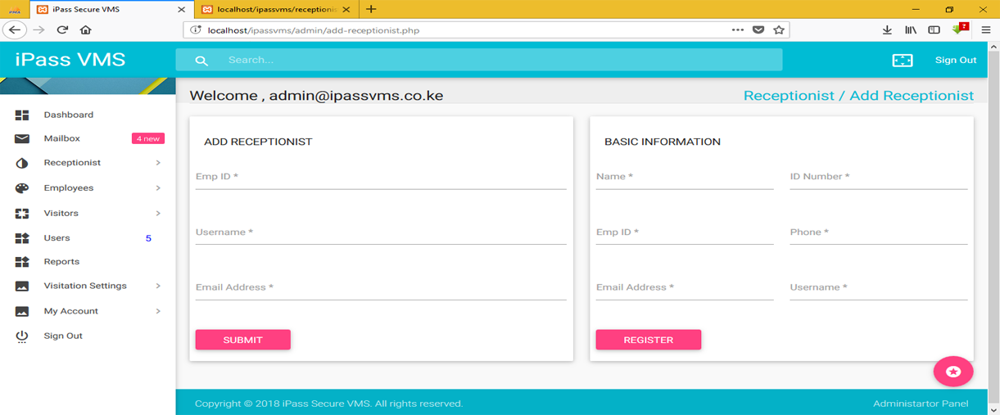 iPass Secure VMS
localhost/ipassvms/receptionis
localhost/ipassvms/admin/add-receptionist.php
iPass VMS
Search...
Sign Out
Welcome , admin@ipassvms.co.ke
Receptionist / Add Receptionist
Dashboard
Mailbox
4 new
Receptionist
Employees
Visitors
Users
5
Reports
Visitation Settings
My Account
Sign Out
ADD RECEPTIONIST
Emp ID *
Username *
Email Address *
SUBMIT
BASIC INFORMATION
Name *
ID Number *
Emp ID *
Phone *
Email Address *
Username *
REGISTER
Copyright © 2018 iPass Secure VMS. All rights reserved.
Administartor Panel